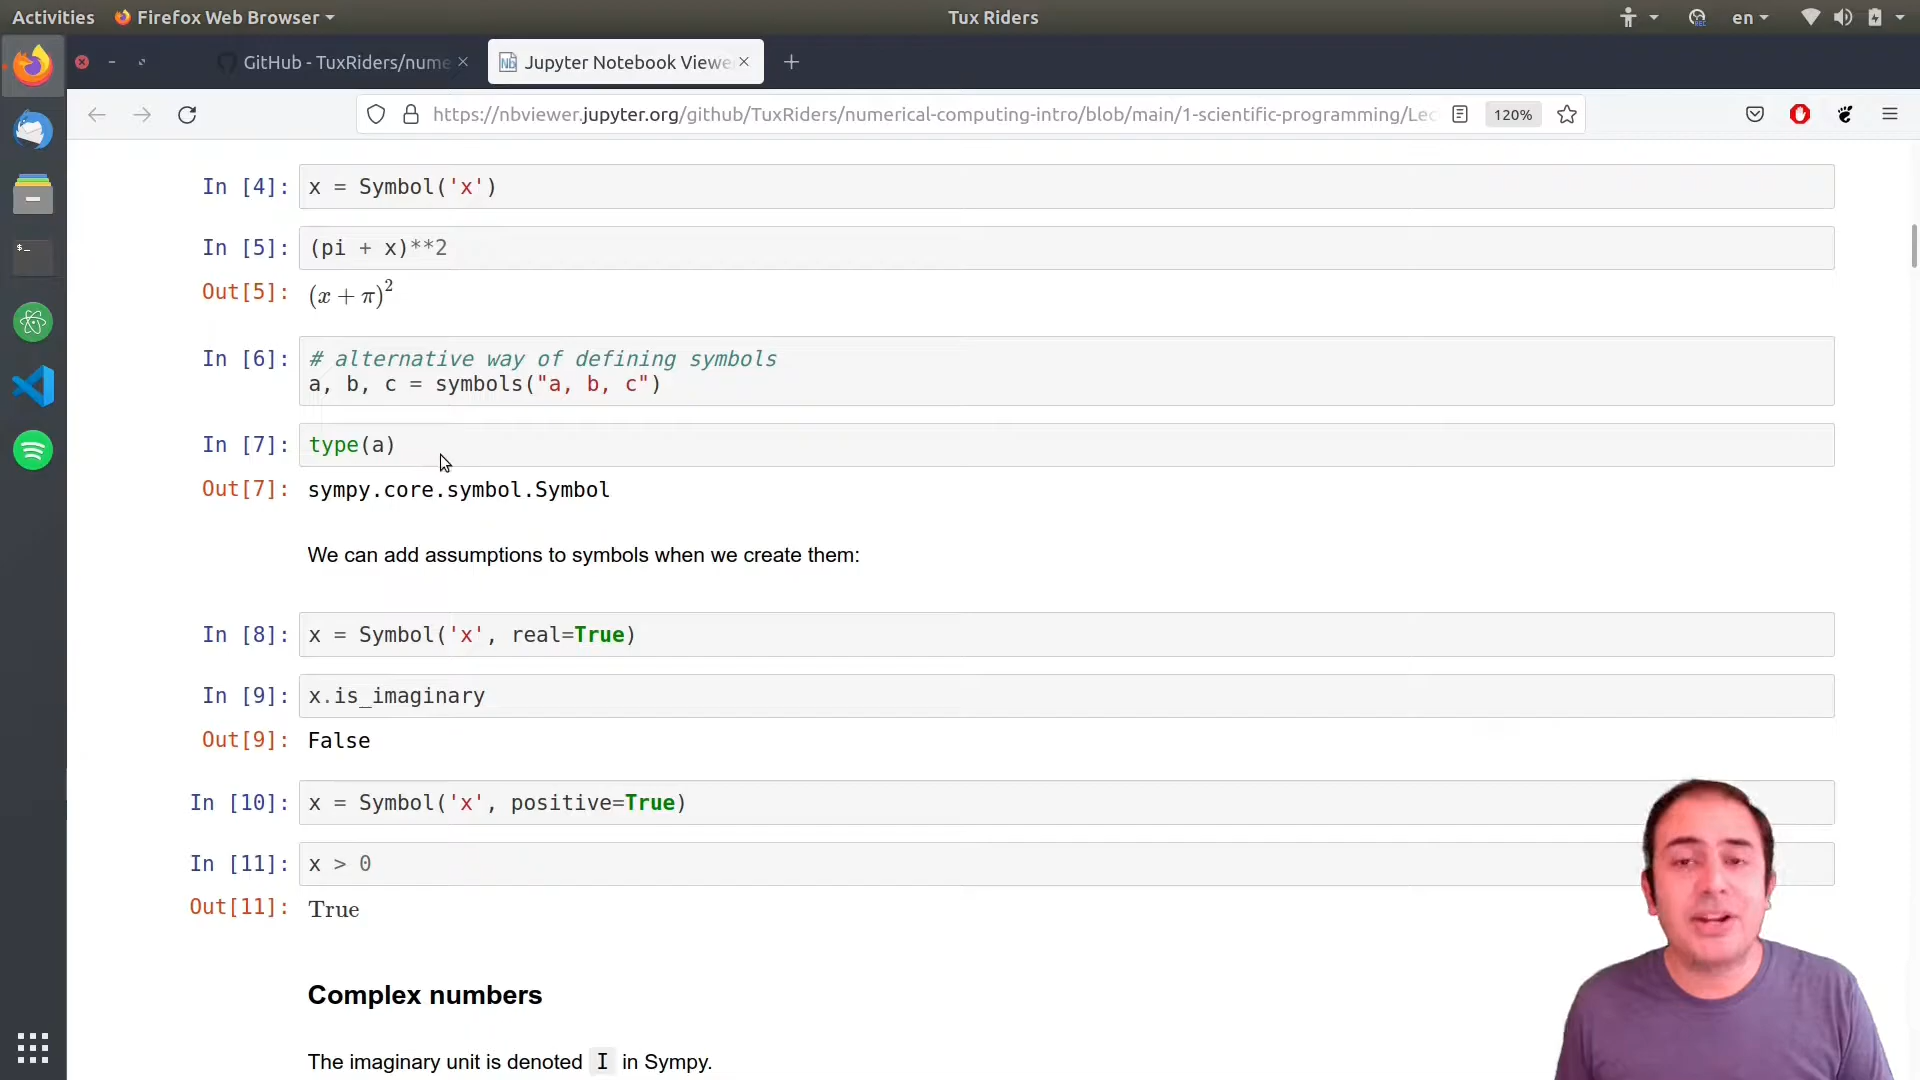 Activities
Firefox Web Browser
Tux Riders
en
GitHub - TuxRiders/nume
Jupyter Notebook Viewe
https://nbviewer.jupyter.org/github/TuxRiders/numerical-computing-intro/blob/main/1-scientific-programming/Lec
120%
In [4]: x = Symbol('x')
In [5]: (pi + x)**2
Out[5]: (x + π)²
In [6]: # alternative way of defining symbols
a, b, c = symbols("a, b, c")
In [7]: type(a)
Out[7]: sympy.core.symbol.Symbol
We can add assumptions to symbols when we create them:
In [8]: x = Symbol('x', real=True)
In [9]: x.is_imaginary
Out[9]: False
In [10]: x = Symbol('x', positive=True)
In [11]: x > 0
Out[11]: True
Complex numbers
The imaginary unit is denoted I in Sympy.